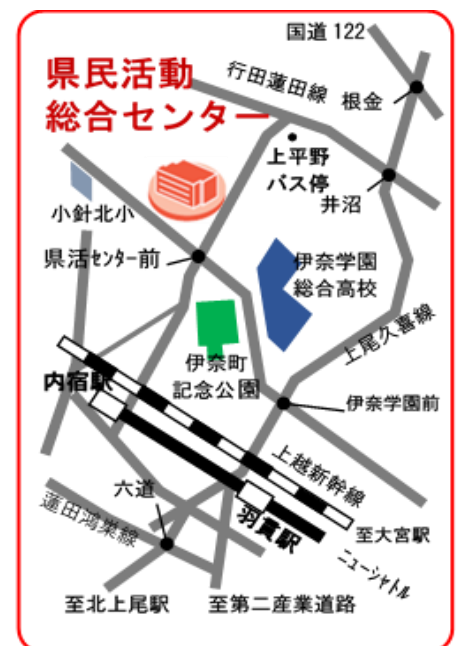 国道122
県民活動
総合センター
行田蓮田線
根金
上平野
バス停
井沼
小針北小
県活センター前
伊奈学園
総合高校
上尾久喜線
伊奈町
記念公園
内宿駅
伊奈学園前
上越新幹線
六道
蓮田鴻巣線
羽貫駅
至大宮駅
ニューシャトル
至北上尾駅
至第二産業道路